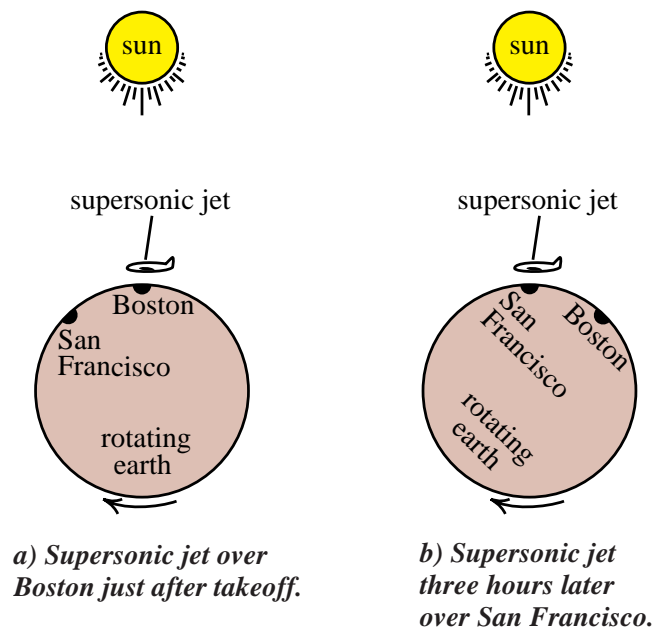 sun
supersonic jet
Boston
San
Francisco
rotating
earth
a) Supersonic jet over
Boston just after takeoff.
sun
supersonic jet
San
Francisco
Boston
rotating
earth
b) Supersonic jet
three hours later
over San Francisco.